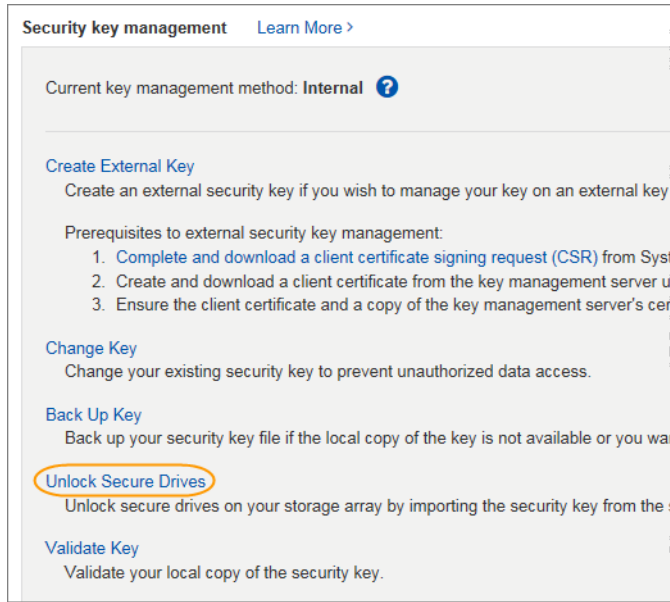 Security key management Learn More >
Current key management method: Internal ?
Create External Key
Create an external security key if you wish to manage your key on an external key
Prerequisites to external security key management:
1. Complete and download a client certificate signing request (CSR) from Syst
2. Create and download a client certificate from the key management server u
3. Ensure the client certificate and a copy of the key management server's cer
Change Key
Change your existing security key to prevent unauthorized data access.
Back Up Key
Back up your security key file if the local copy of the key is not available or you wa
Unlock Secure Drives
Unlock secure drives on your storage array by importing the security key from the s
Validate Key
Validate your local copy of the security key.